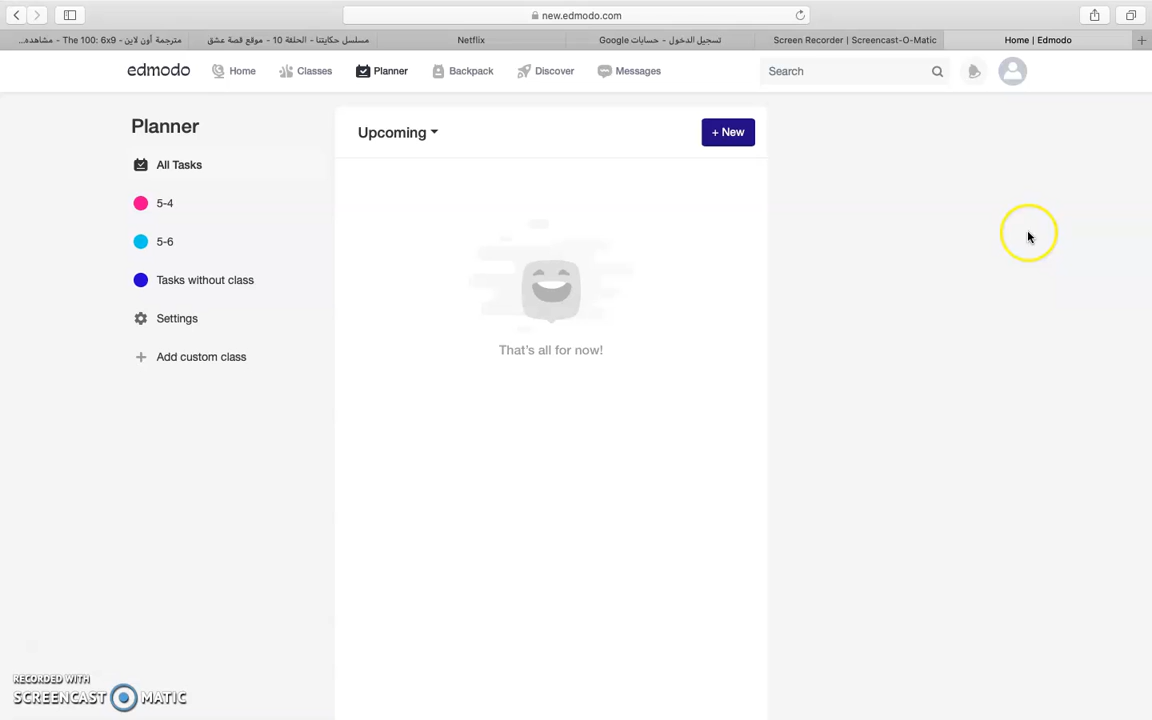 new.edmodo.com
مترجمة أون لاين - The 100: 6x9 - مشاهده...
مسلسل حكايتنا - الحلقة 10 - موقع قصة عشق
Netflix
تسجيل الدخول - حسابات Google
Screen Recorder | Screencast-O-Matic
Home | Edmodo
edmodo
Home
Classes
Planner
Backpack
Discover
Messages
Search
Planner
All Tasks
5-4
5-6
Tasks without class
Settings
+ Add custom class
Upcoming
+ New
That's all for now!
RECORDED WITH
SCREENCAST MATIC